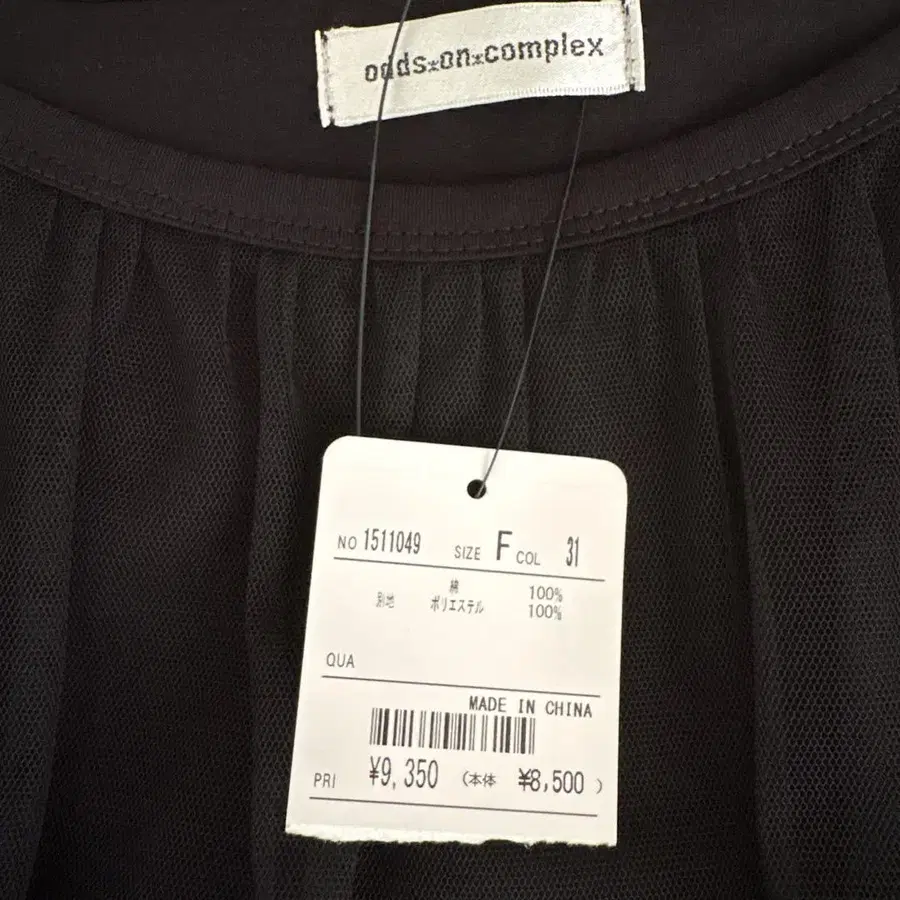 odds*on*complex
NO 1511049 SIZE F COL 31
綿 100%
別地 ポリエステル 100%
QUA
MADE IN CHINA
PRI ¥9,350 (本体 ¥8,500)